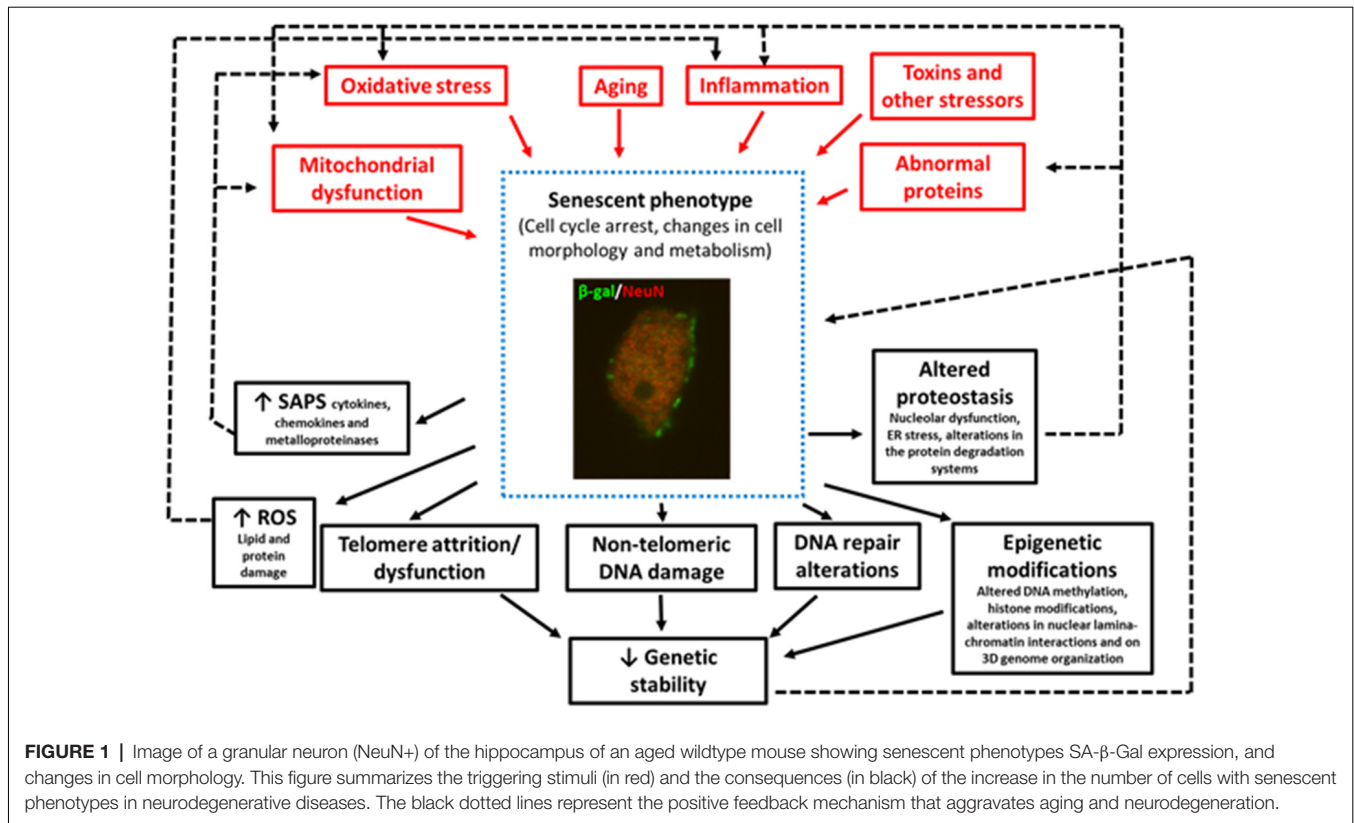 Oxidative stress
Aging
Inflammation
Toxins and
other stressors
Mitochondrial
dysfunction
Abnormal
proteins
Senescent phenotype
(Cell cycle arrest, changes in cell
morphology and metabolism)
β-gal/NeuN
↑ SAPS cytokines,
chemokines and
metalloproteinases
Altered
proteostasis
Nucleolar dysfunction,
ER stress, alterations in
the protein degradation
systems
↑ ROS
Lipid and
protein
damage
Telomere attrition/
dysfunction
Non-telomeric
DNA damage
DNA repair
alterations
Epigenetic
modifications
Altered DNA methylation,
histone modifications,
alterations in nuclear lamina-
chromatin interactions and on
3D genome organization
↓ Genetic
stability
FIGURE 1 | Image of a granular neuron (NeuN+) of the hippocampus of an aged wildtype mouse showing senescent phenotypes SA-β-Gal expression, and
changes in cell morphology. This figure summarizes the triggering stimuli (in red) and the consequences (in black) of the increase in the number of cells with senescent
phenotypes in neurodegenerative diseases. The black dotted lines represent the positive feedback mechanism that aggravates aging and neurodegeneration.